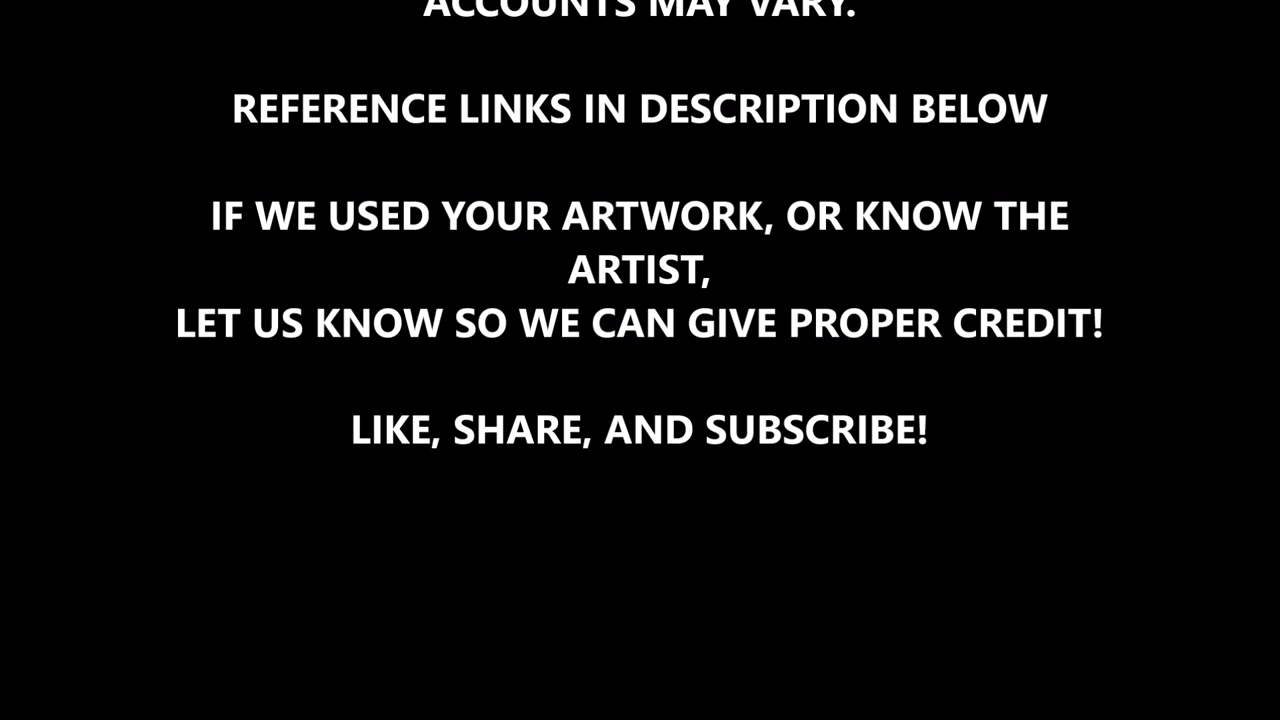 ACCOUNTS MAY VARY.
REFERENCE LINKS IN DESCRIPTION BELOW
IF WE USED YOUR ARTWORK, OR KNOW THE
ARTIST,
LET US KNOW SO WE CAN GIVE PROPER CREDIT!
LIKE, SHARE, AND SUBSCRIBE!